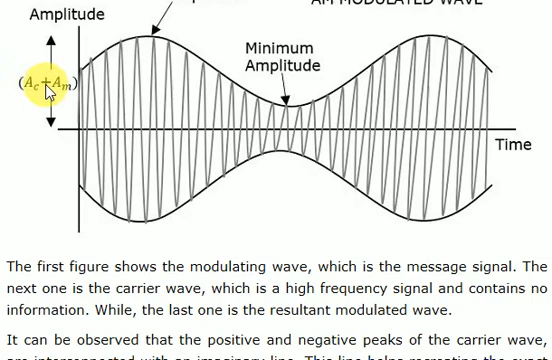 AM MODULATED WAVE
Amplitude
Minimum
Amplitude
(Ac+Am)
Time
The first figure shows the modulating wave, which is the message signal. The
next one is the carrier wave, which is a high frequency signal and contains no
information. While, the last one is the resultant modulated wave.
It can be observed that the positive and negative peaks of the carrier wave,
are interconnected with an imaginary line. This line helps recreating the exact